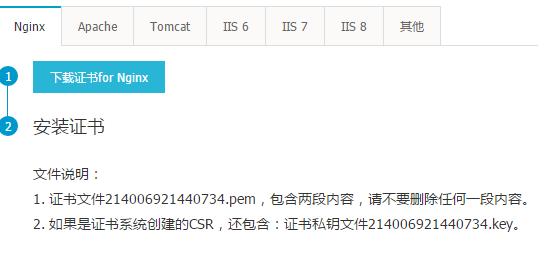 Nginx Apache Tomcat IIS 6 IIS 7 IIS 8 其他
1 下载证书for Nginx
2 安装证书
文件说明：
1. 证书文件214006921440734.pem，包含两段内容，请不要删除任何一段内容。
2. 如果是证书系统创建的CSR，还包含：证书私钥文件214006921440734.key。